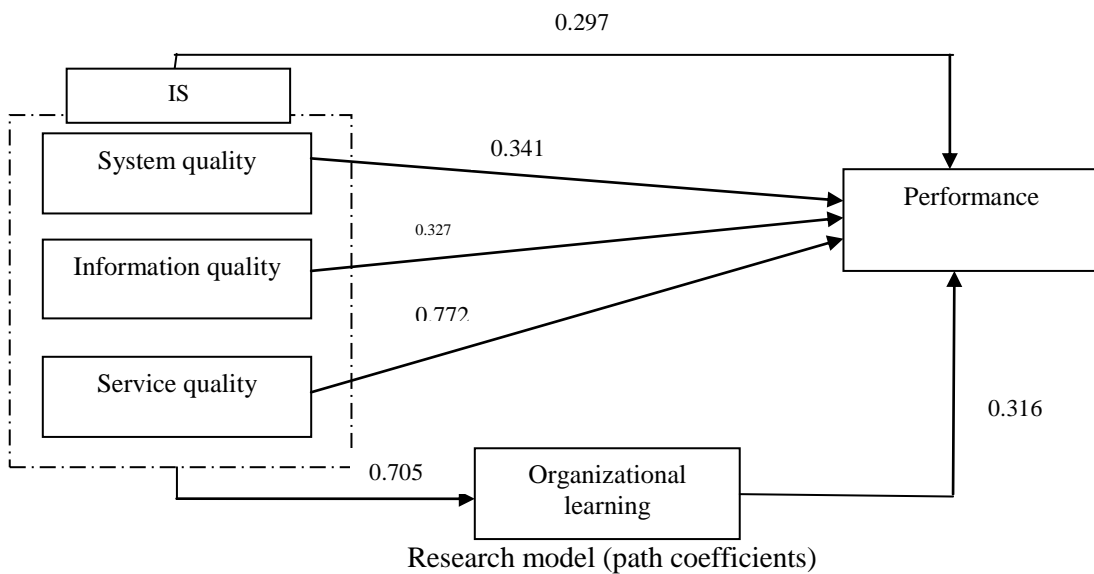 0.297
IS
System quality
0.341
Performance
Information quality
0.327
0.772
Service quality
0.316
0.705
Organizational
learning
Research model (path coefficients)